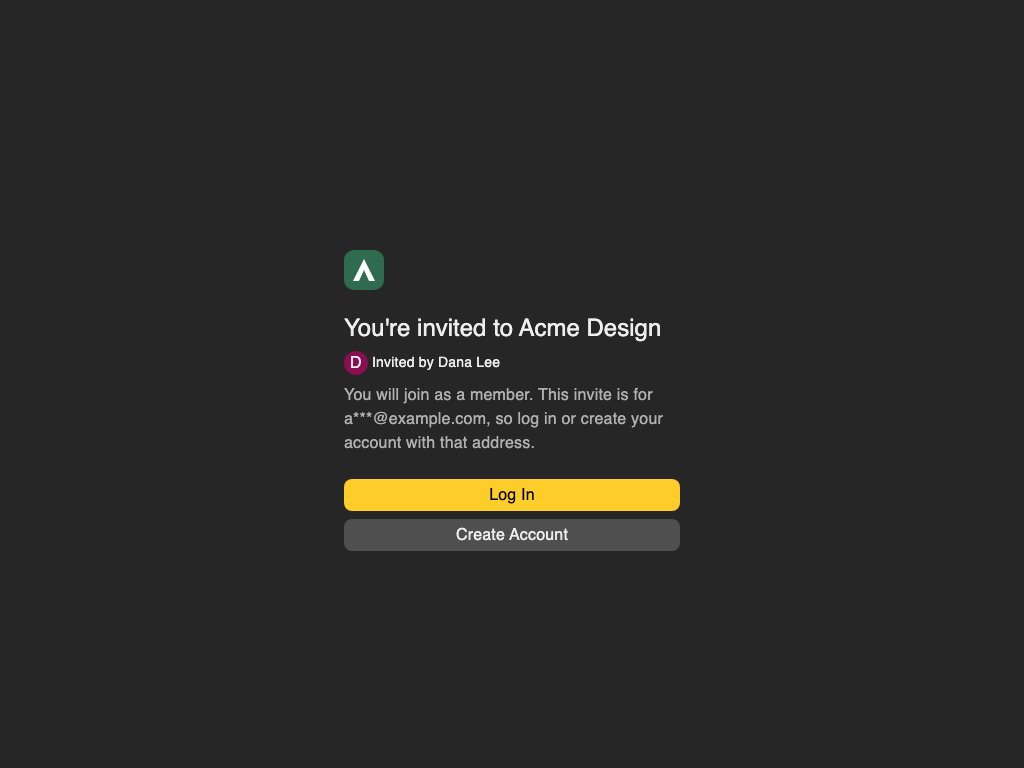 You're invited to Acme Design
D Invited by Dana Lee
You will join as a member. This invite is for
a***@example.com, so log in or create your
account with that address.
Log In
Create Account